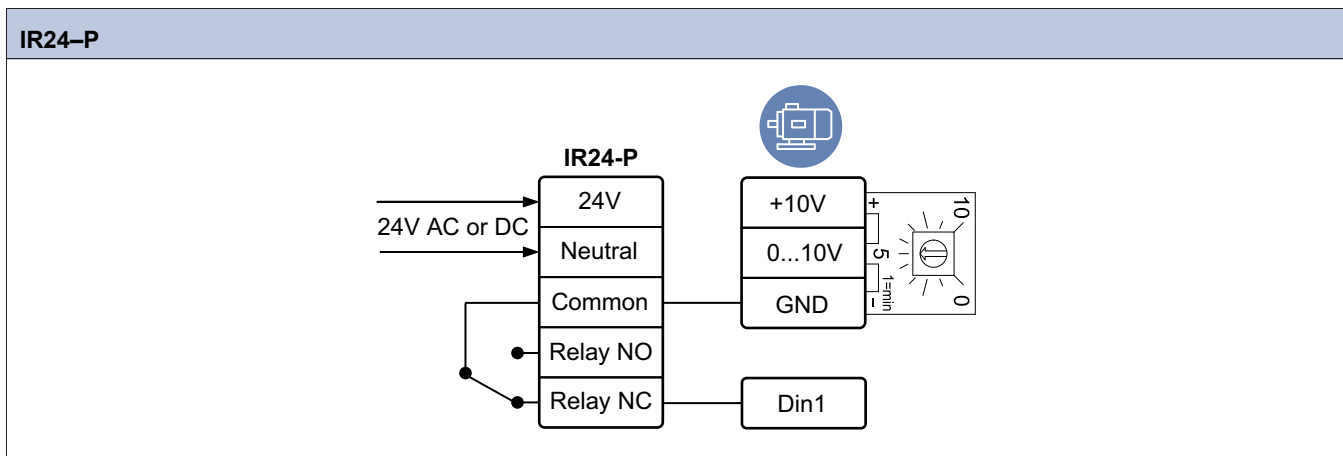 IR24–P
IR24-P
24V AC or DC
24V
Neutral
Common
Relay NO
Relay NC
+10V
0...10V
GND
Din1
+
-
10
5
1=min
0